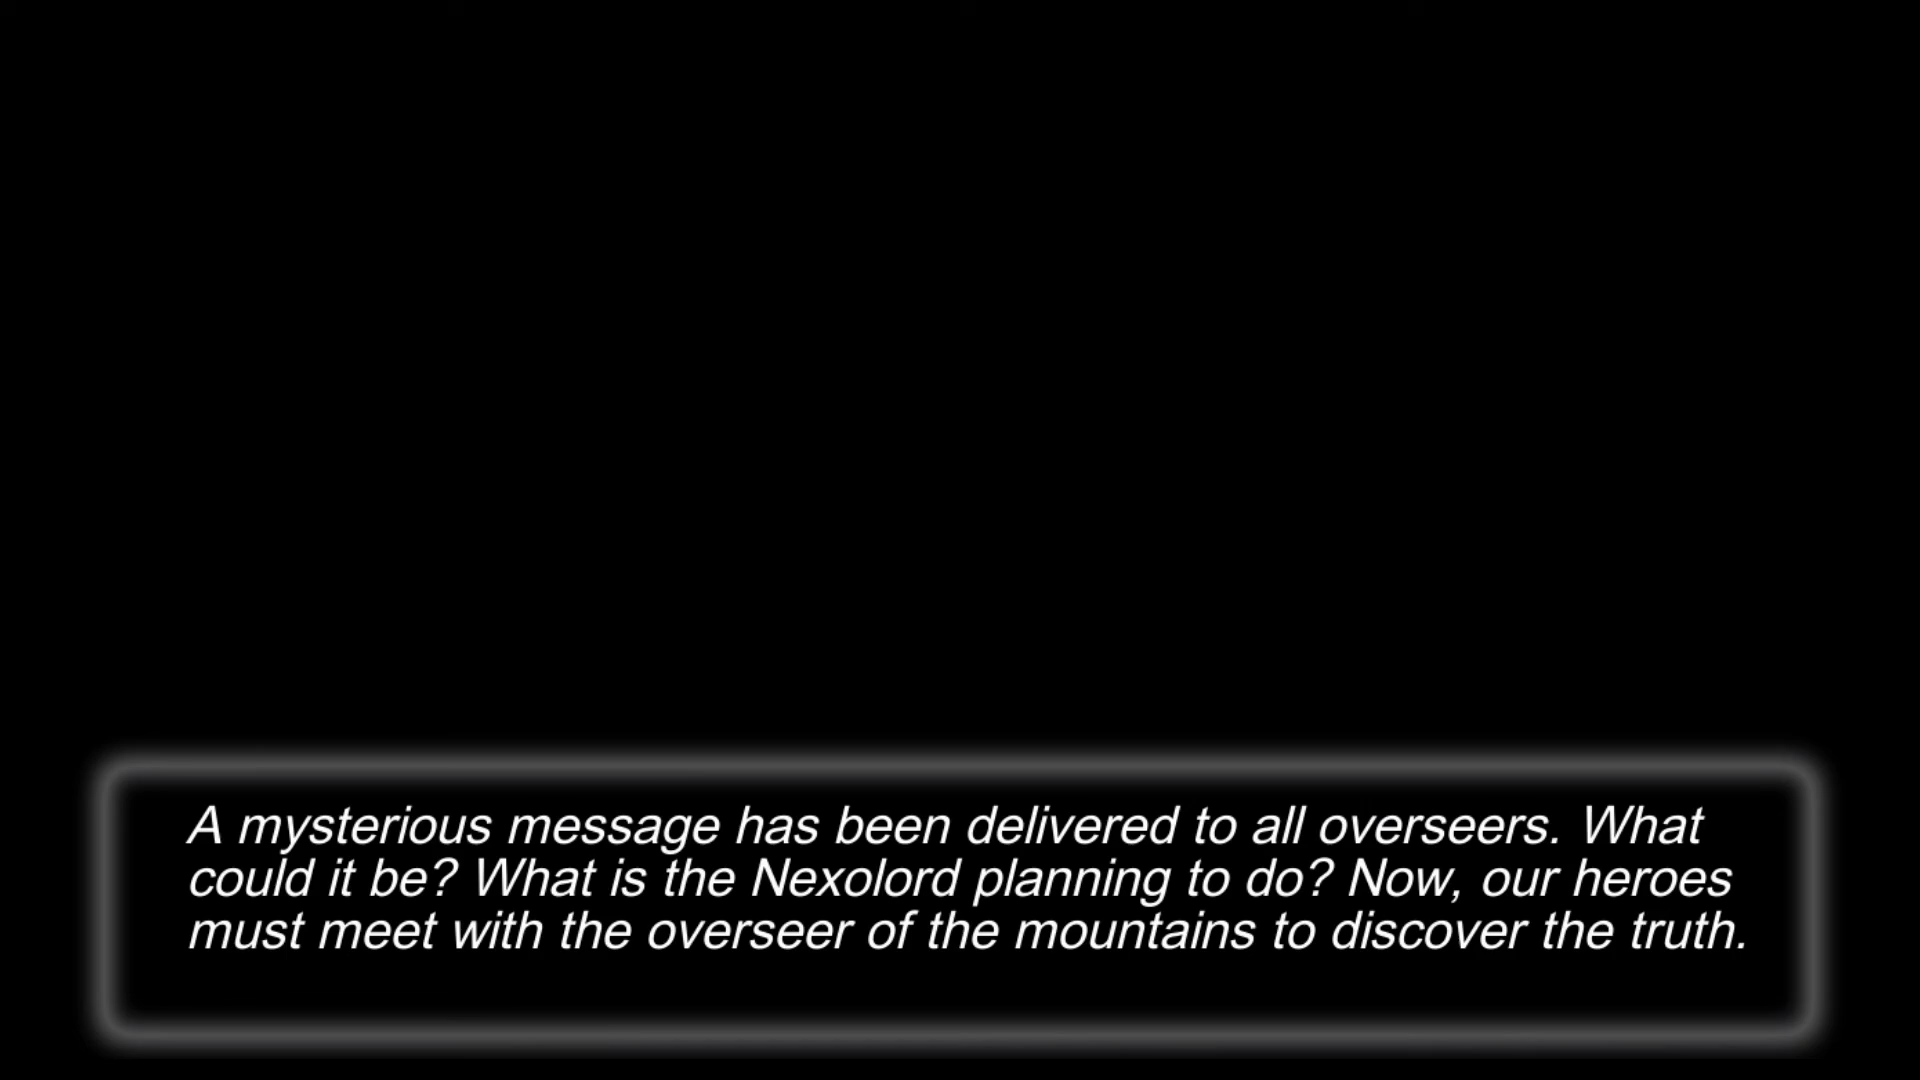 A mysterious message has been delivered to all overseers. What
could it be? What is the Nexolord planning to do? Now, our heroes
must meet with the overseer of the mountains to discover the truth.